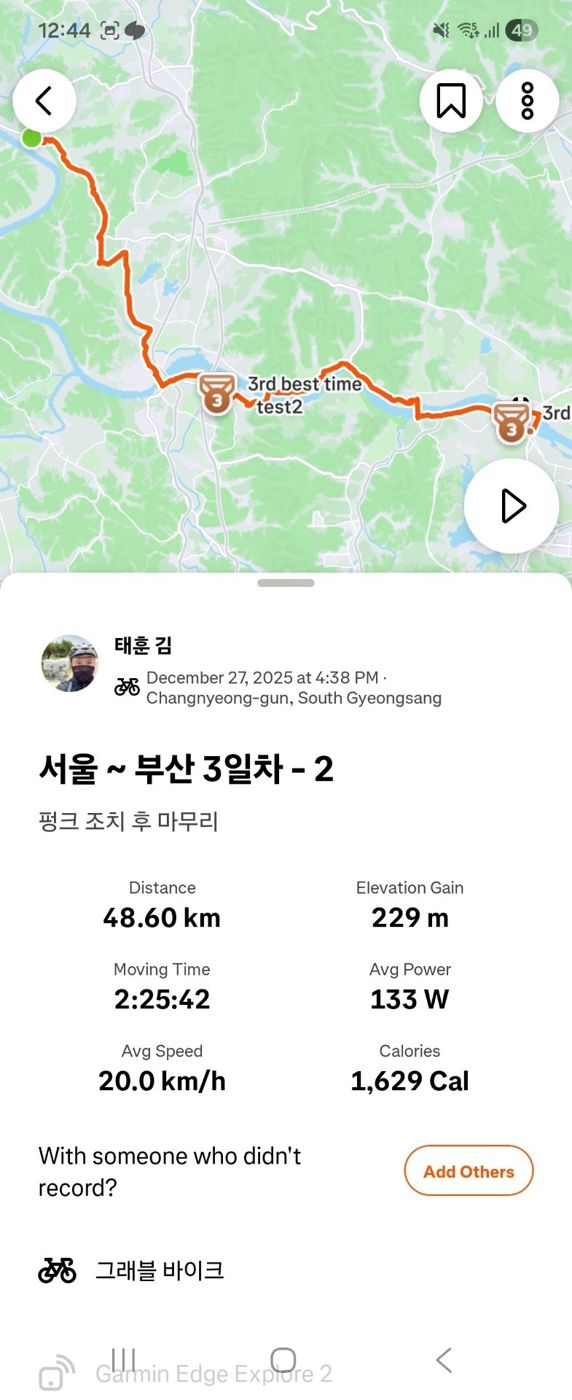 12:44
49
3rd best time
test2
3
3rd
3
태훈 김
December 27, 2025 at 4:38 PM ·
Changnyeong-gun, South Gyeongsang
서울 ~ 부산 3일차 - 2
펑크 조치 후 마무리
Distance
Elevation Gain
48.60 km
229 m
Moving Time
Avg Power
2:25:42
133 W
Avg Speed
Calories
20.0 km/h
1,629 Cal
With someone who didn't
record?
Add Others
그래블 바이크
Garmin Edge Explore 2